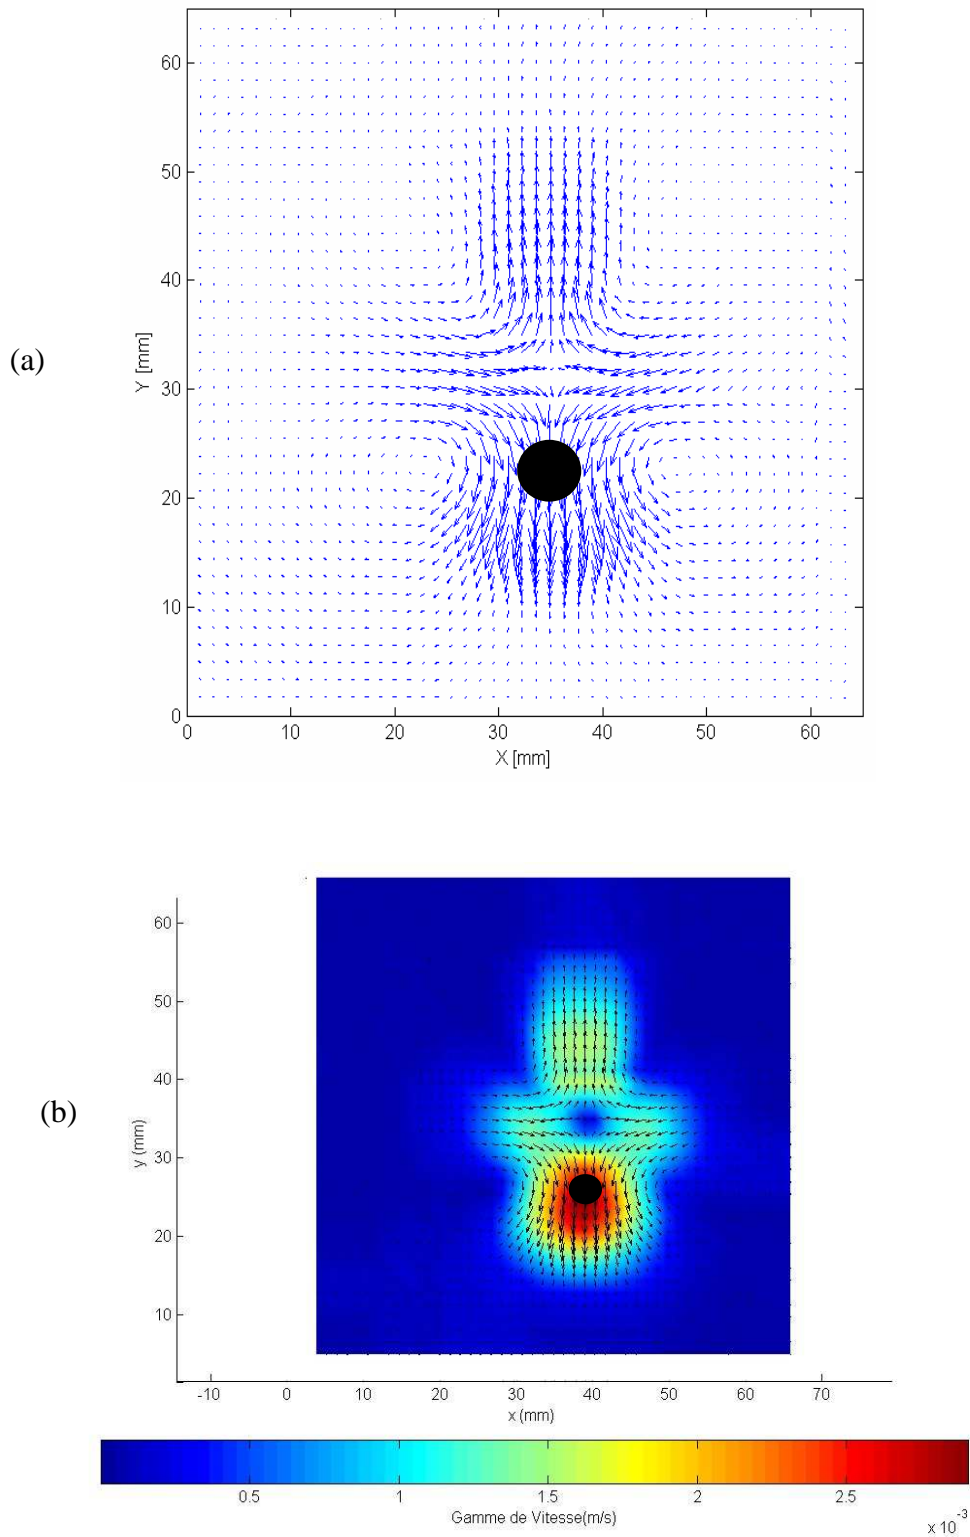 60
50
40
(a)
Y [mm]
30
20
10
0
0 10 20 30 40 50 60
X [mm]
60
50
40
(b)
y (mm)
30
20
10
-10 0 10 20 30 40 50 60 70
x (mm)
0.5 1 1.5 2 2.5
Gamme de Vitesse(m/s)
x 10⁻³